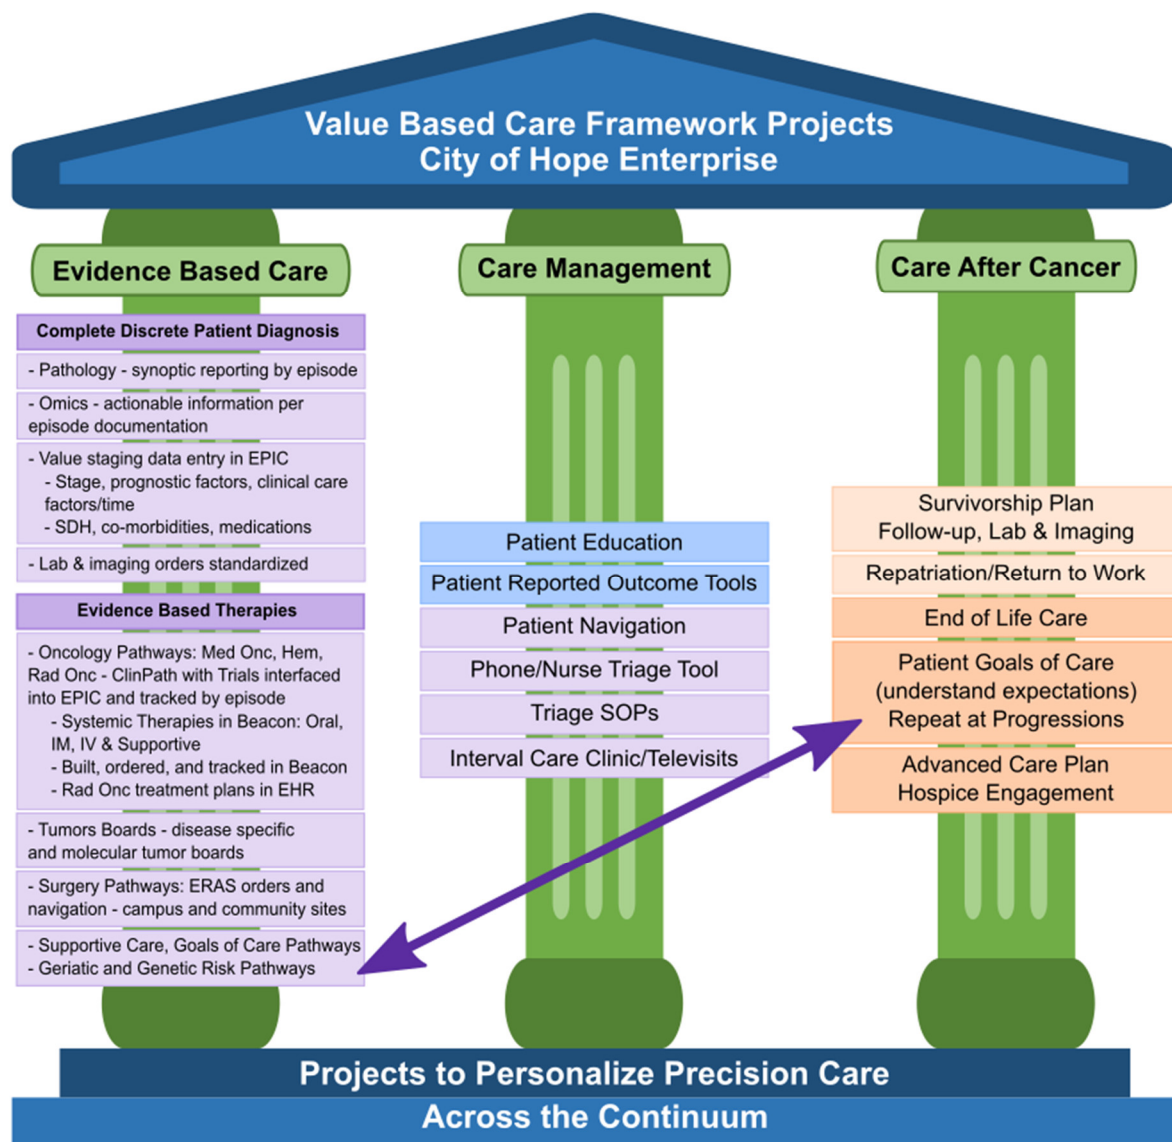 Value Based Care Framework Projects
City of Hope Enterprise
Evidence Based Care
Complete Discrete Patient Diagnosis
- Pathology - synoptic reporting by episode
- Omics - actionable information per
episode documentation
- Value staging data entry in EPIC
- Stage, prognostic factors, clinical care
factors/time
- SDH, co-morbidities, medications
- Lab & imaging orders standardized
Evidence Based Therapies
- Oncology Pathways: Med Onc, Hem,
Rad Onc - ClinPath with Trials interfaced
into EPIC and tracked by episode
- Systemic Therapies in Beacon: Oral,
IM, IV & Supportive
- Built, ordered, and tracked in Beacon
- Rad Onc treatment plans in EHR
- Tumors Boards - disease specific
and molecular tumor boards
- Surgery Pathways: ERAS orders and
navigation - campus and community sites
- Supportive Care, Goals of Care Pathways
- Geriatic and Genetic Risk Pathways
Care Management
Patient Education
Patient Reported Outcome Tools
Patient Navigation
Phone/Nurse Triage Tool
Triage SOPs
Interval Care Clinic/Televisits
Care After Cancer
Survivorship Plan
Follow-up, Lab & Imaging
Repatriation/Return to Work
End of Life Care
Patient Goals of Care
(understand expectations)
Repeat at Progressions
Advanced Care Plan
Hospice Engagement
Projects to Personalize Precision Care
Across the Continuum